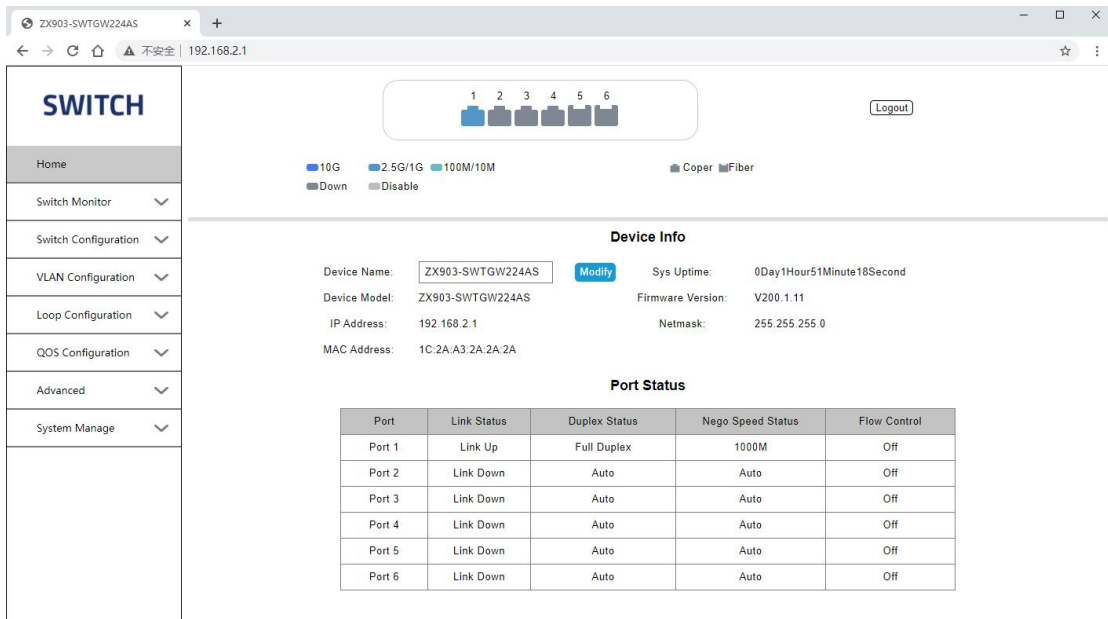 ZX903-SWTGW224AS
不安全 192.168.2.1
SWITCH
Home
Switch Monitor
Switch Configuration
VLAN Configuration
Loop Configuration
QOS Configuration
Advanced
System Manage
1 2 3 4 5 6
Logout
10G 2.5G/1G 100M/10M Coper Fiber
Down Disable
Device Info
Device Name: ZX903-SWTGW224AS Modify Sys Uptime: 0Day1Hour51Minute18Second
Device Model: ZX903-SWTGW224AS Firmware Version: V200.1.11
IP Address: 192.168.2.1 Netmask: 255.255.255.0
MAC Address: 1C:2A:A3:2A:2A:2A
Port Status
Port Link Status Duplex Status Nego Speed Status Flow Control
Port 1 Link Up Full Duplex 1000M Off
Port 2 Link Down Auto Auto Off
Port 3 Link Down Auto Auto Off
Port 4 Link Down Auto Auto Off
Port 5 Link Down Auto Auto Off
Port 6 Link Down Auto Auto Off